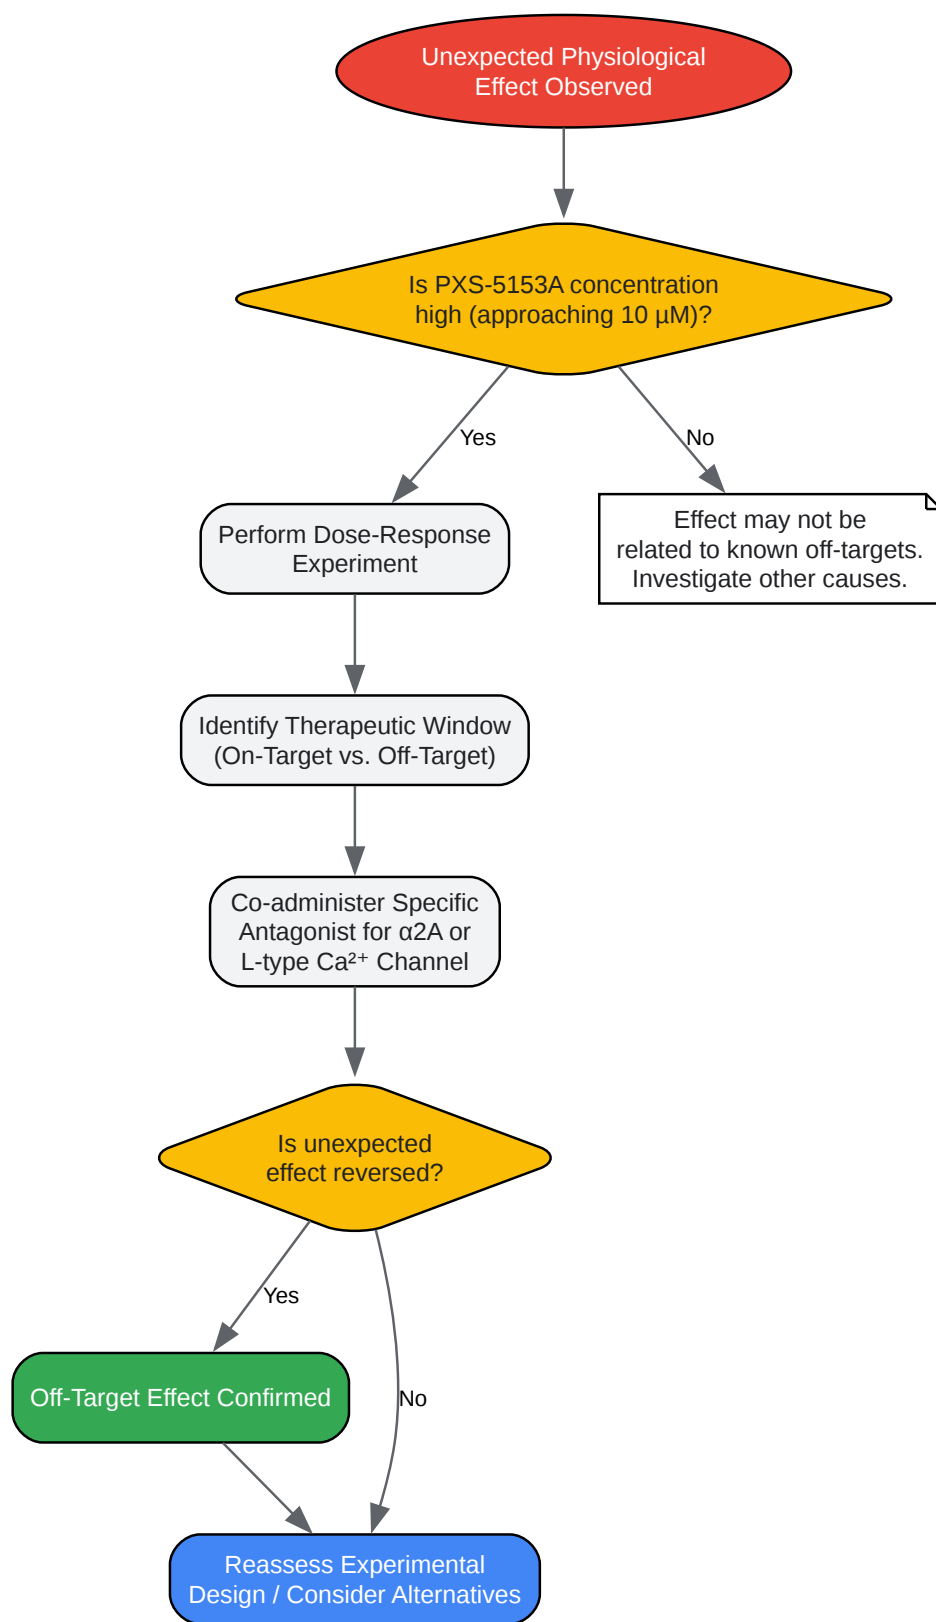 Unexpected Physiological
Effect Observed
Is PXS-5153A concentration
high (approaching 10 µM)?
Yes
No
Perform Dose-Response
Experiment
Effect may not be
related to known off-targets.
Investigate other causes.
Identify Therapeutic Window
(On-Target vs. Off-Target)
Co-administer Specific
Antagonist for α2A or
L-type Ca²⁺ Channel
Is unexpected
effect reversed?
Yes
No
Off-Target Effect Confirmed
Reassess Experimental
Design / Consider Alternatives